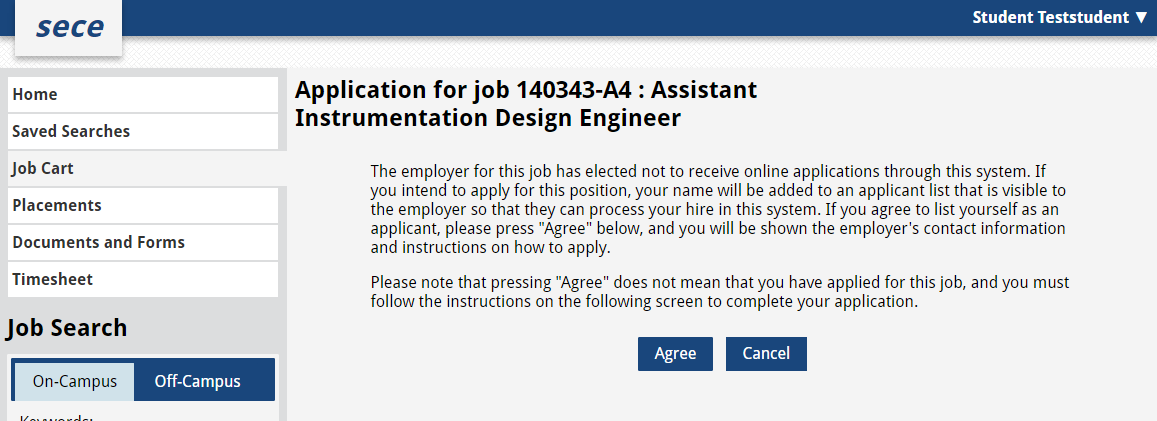 sece
Student Teststudent ▼
Home
Saved Searches
Job Cart
Placements
Documents and Forms
Timesheet
Job Search
On-Campus
Off-Campus
Keywords:
Application for job 140343-A4 : Assistant
Instrumentation Design Engineer
The employer for this job has elected not to receive online applications through this system. If
you intend to apply for this position, your name will be added to an applicant list that is visible to
the employer so that they can process your hire in this system. If you agree to list yourself as an
applicant, please press "Agree" below, and you will be shown the employer's contact information
and instructions on how to apply.
Please note that pressing "Agree" does not mean that you have applied for this job, and you must
follow the instructions on the following screen to complete your application.
Agree
Cancel